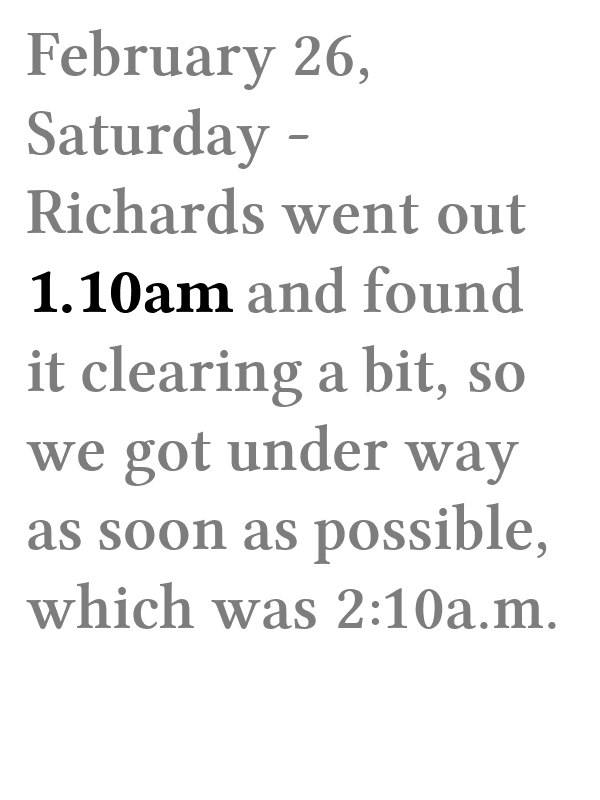 February 26,
Saturday -
Richards went out
1.10am and found
it clearing a bit, so
we got under way
as soon as possible,
which was 2:10a.m.